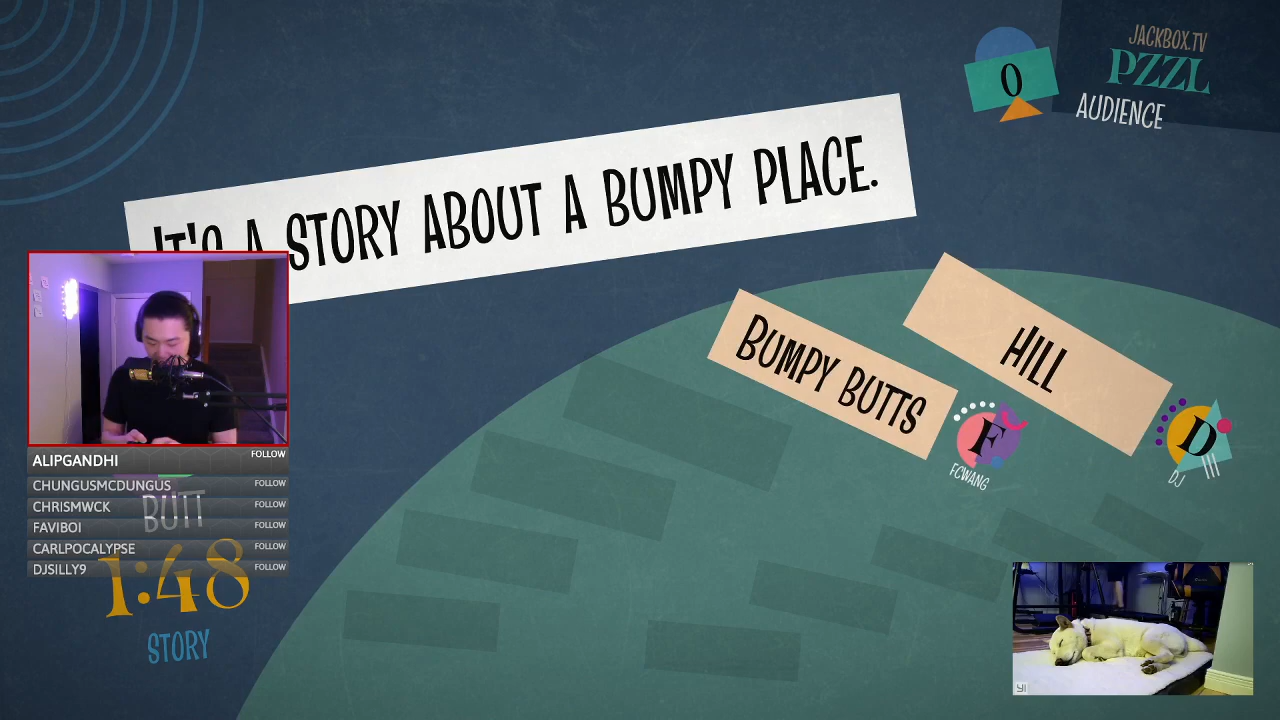 JACKBOX.TV
PZZL
0
AUDIENCE
IT'S A STORY ABOUT A BUMPY PLACE.
BUMPY BUTTS
F
FCWANG
HILL
D
DJ
ALIPGANDHI FOLLOW
CHUNGUSMCDUNGUS FOLLOW
CHRISMWCK FOLLOW
BUTT
FAVIBOI FOLLOW
CARLPOCALYPSE FOLLOW
DJSILLY9 FOLLOW
1:48
STORY
YI